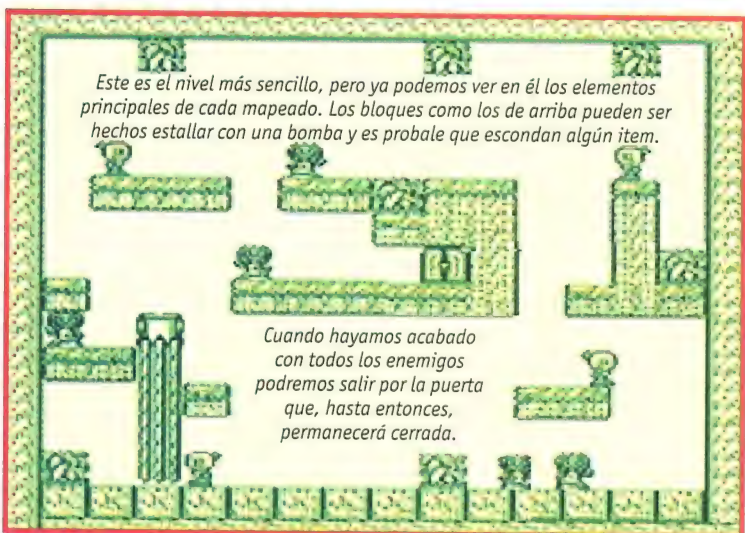 Este es el nivel más sencillo, pero ya podemos ver en él los elementos
principales de cada mapeado. Los bloques como los de arriba pueden ser
hechos estallar con una bomba y es probale que escondan algún item.
Cuando hayamos acabado
con todos los enemigos
podremos salir por la puerta
que, hasta entonces,
permanecerá cerrada.